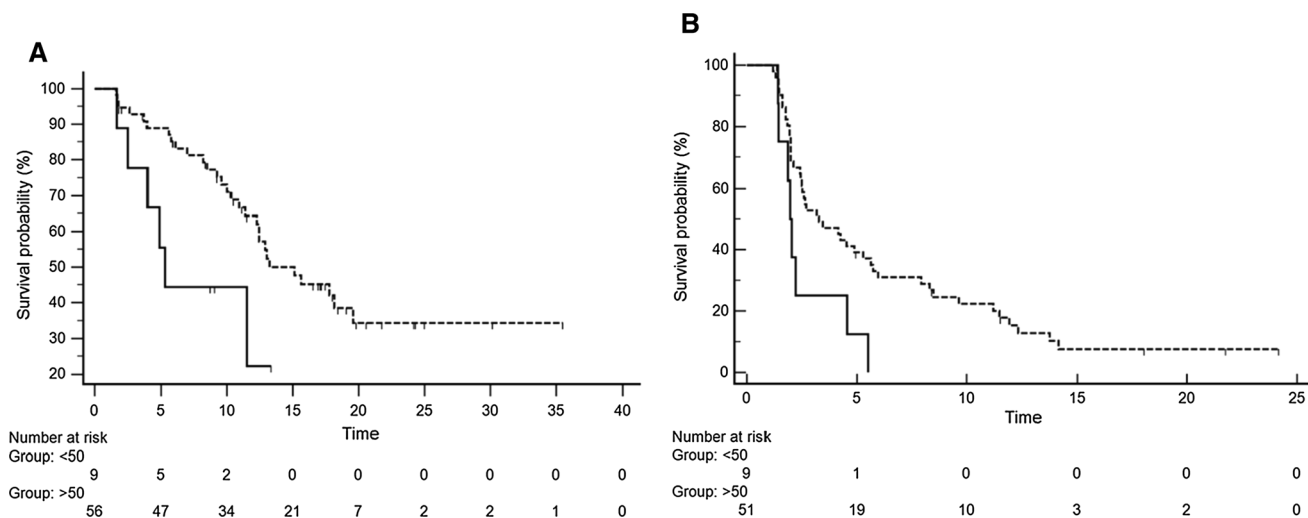 A
Survival probability (%)
100
90
80
70
60
50
40
30
20
0 5 10 15 20 25 30 35 40
Time
Number at risk
Group: <50
9 5 2 0 0 0 0 0 0
Group: >50
56 47 34 21 7 2 2 1 0
B
Survival probability (%)
100
80
60
40
20
0
0 5 10 15 20 25
Time
Number at risk
Group: <50
9 1 0 0 0 0
Group: >50
51 19 10 3 2 0